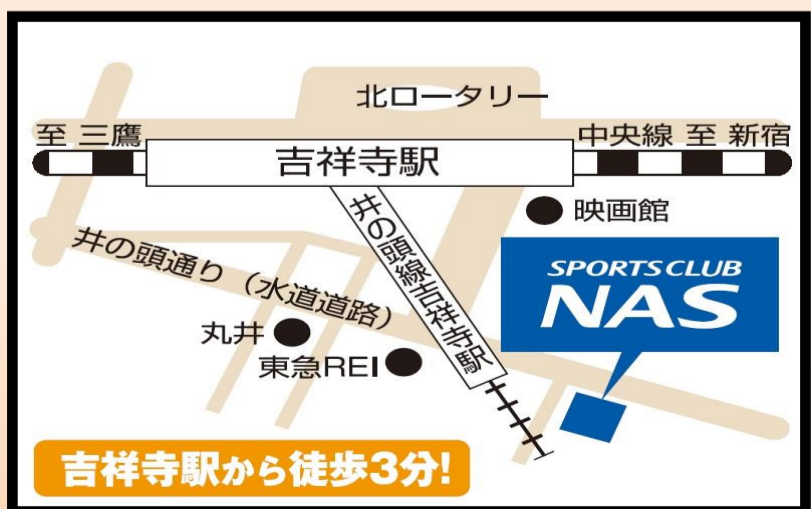 北ロータリー
至 三鷹
中央線 至 新宿
吉祥寺駅
映画館
井の頭線吉祥寺駅
井の頭通り（水道道路）
SPORTS CLUB
NAS
丸井
東急REI
吉祥寺駅から徒歩3分!